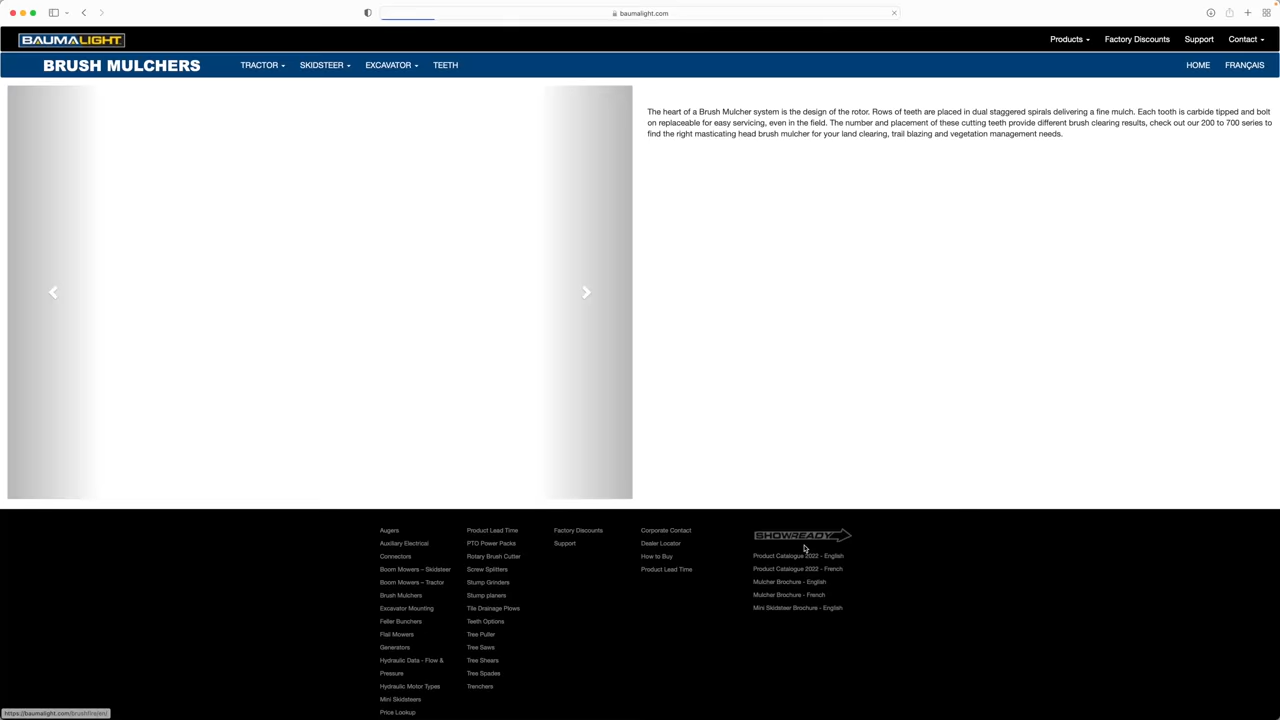 baumalight.com
BAUMALIGHT
Products
Factory Discounts
Support
Contact
BRUSH MULCHERS
TRACTOR
SKIDSTEER
EXCAVATOR
TEETH
HOME
FRANÇAIS
The heart of a Brush Mulcher system is the design of the rotor. Rows of teeth are placed in dual staggered spirals delivering a fine mulch. Each tooth is carbide tipped and bolt
on replaceable for easy servicing, even in the field. The number and placement of these cutting teeth provide different brush clearing results, check out our 200 to 700 series to
find the right masticating head brush mulcher for your land clearing, trail blazing and vegetation management needs.
Augers
Auxiliary Electrical
Connectors
Boom Mowers – Skidsteer
Boom Mowers – Tractor
Brush Mulchers
Excavator Mounting
Feller Bunchers
Flail Mowers
Generators
Hydraulic Data - Flow &
Pressure
Hydraulic Motor Types
Mini Skidsteers
Price Lookup
Product Lead Time
PTO Power Packs
Rotary Brush Cutter
Screw Splitters
Stump Grinders
Stump planers
Tile Drainage Plows
Teeth Options
Tree Puller
Tree Saws
Tree Shears
Tree Spades
Trenchers
Factory Discounts
Support
Corporate Contact
Dealer Locator
How to Buy
Product Lead Time
SHOWREADY
Product Catalogue 2022 - English
Product Catalogue 2022 - French
Mulcher Brochure - English
Mulcher Brochure - French
Mini Skidsteer Brochure - English
https://baumalight.com/brushfire/en/